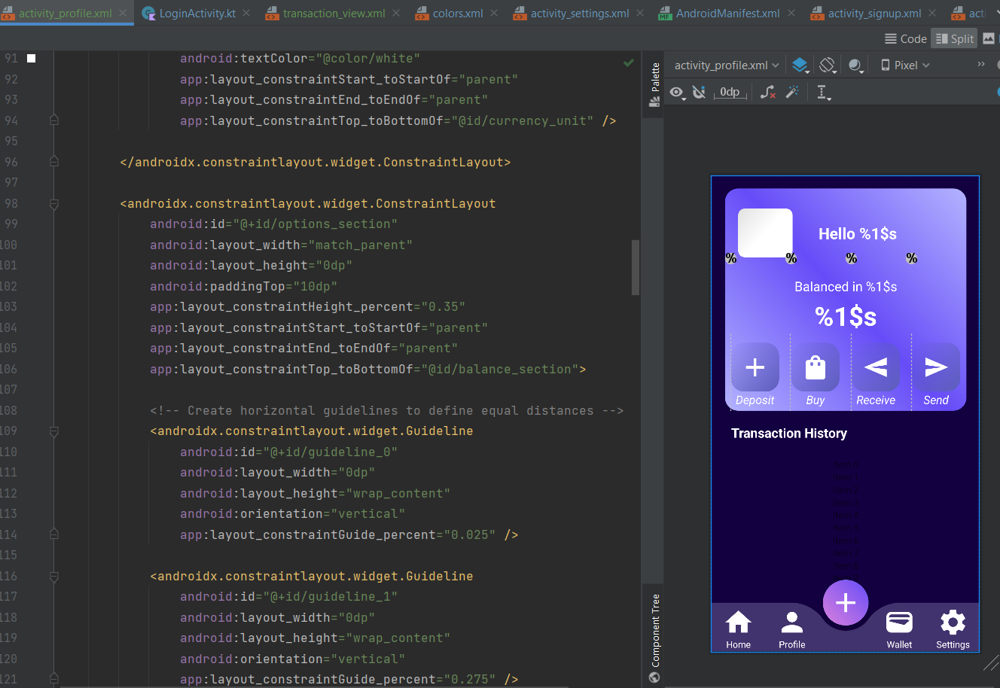 activity_profile.xml LoginActivity.kt transaction_view.xml colors.xml activity_settings.xml AndroidManifest.xml activity_signup.xml acti
Code Split
91 android:textColor="@color/white"
92 app:layout_constraintStart_toStartOf="parent"
93 app:layout_constraintEnd_toEndOf="parent"
94 app:layout_constraintTop_toBottomOf="@id/currency_unit" />
95
96 </androidx.constraintlayout.widget.ConstraintLayout>
97
98 <androidx.constraintlayout.widget.ConstraintLayout
99 android:id="@+id/options_section"
100 android:layout_width="match_parent"
101 android:layout_height="0dp"
102 android:paddingTop="10dp"
103 app:layout_constraintHeight_percent="0.35"
104 app:layout_constraintStart_toStartOf="parent"
105 app:layout_constraintEnd_toEndOf="parent"
106 app:layout_constraintTop_toBottomOf="@id/balance_section">
107
108 <!-- Create horizontal guidelines to define equal distances -->
109 <androidx.constraintlayout.widget.Guideline
110 android:id="@+id/guideline_0"
111 android:layout_width="0dp"
112 android:layout_height="wrap_content"
113 android:orientation="vertical"
114 app:layout_constraintGuide_percent="0.025" />
115
116 <androidx.constraintlayout.widget.Guideline
117 android:id="@+id/guideline_1"
118 android:layout_width="0dp"
119 android:layout_height="wrap_content"
120 android:orientation="vertical"
121 app:layout_constraintGuide_percent="0.275" />
Palette
Component Tree
activity_profile.xml Pixel
0dp
Hello %1$s
% % % %
Balanced in %1$s
%1$s
Deposit Buy Receive Send
Transaction History
Home Profile Wallet Settings